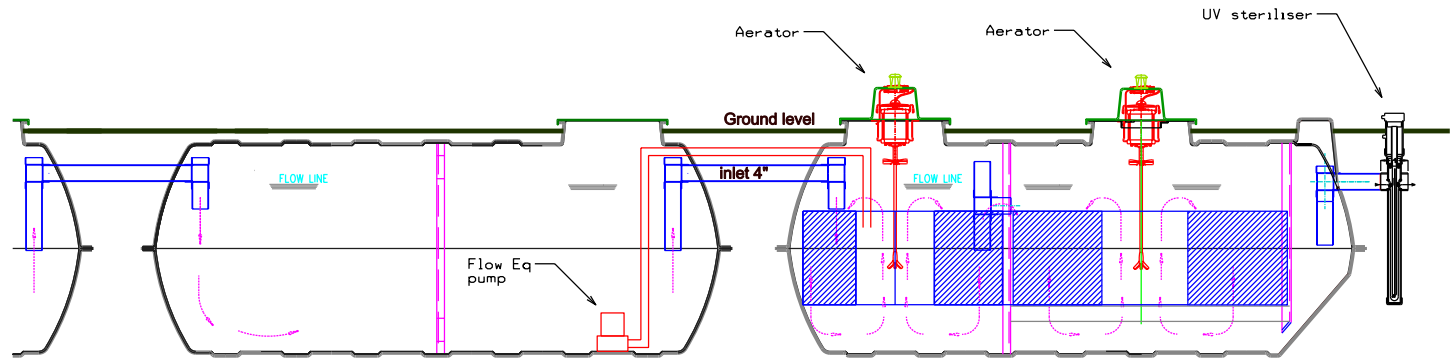 UV steriliser
Aerator
Aerator
Ground level
inlet 4"
FLOW LINE
FLOW LINE
Flow Eq
pump